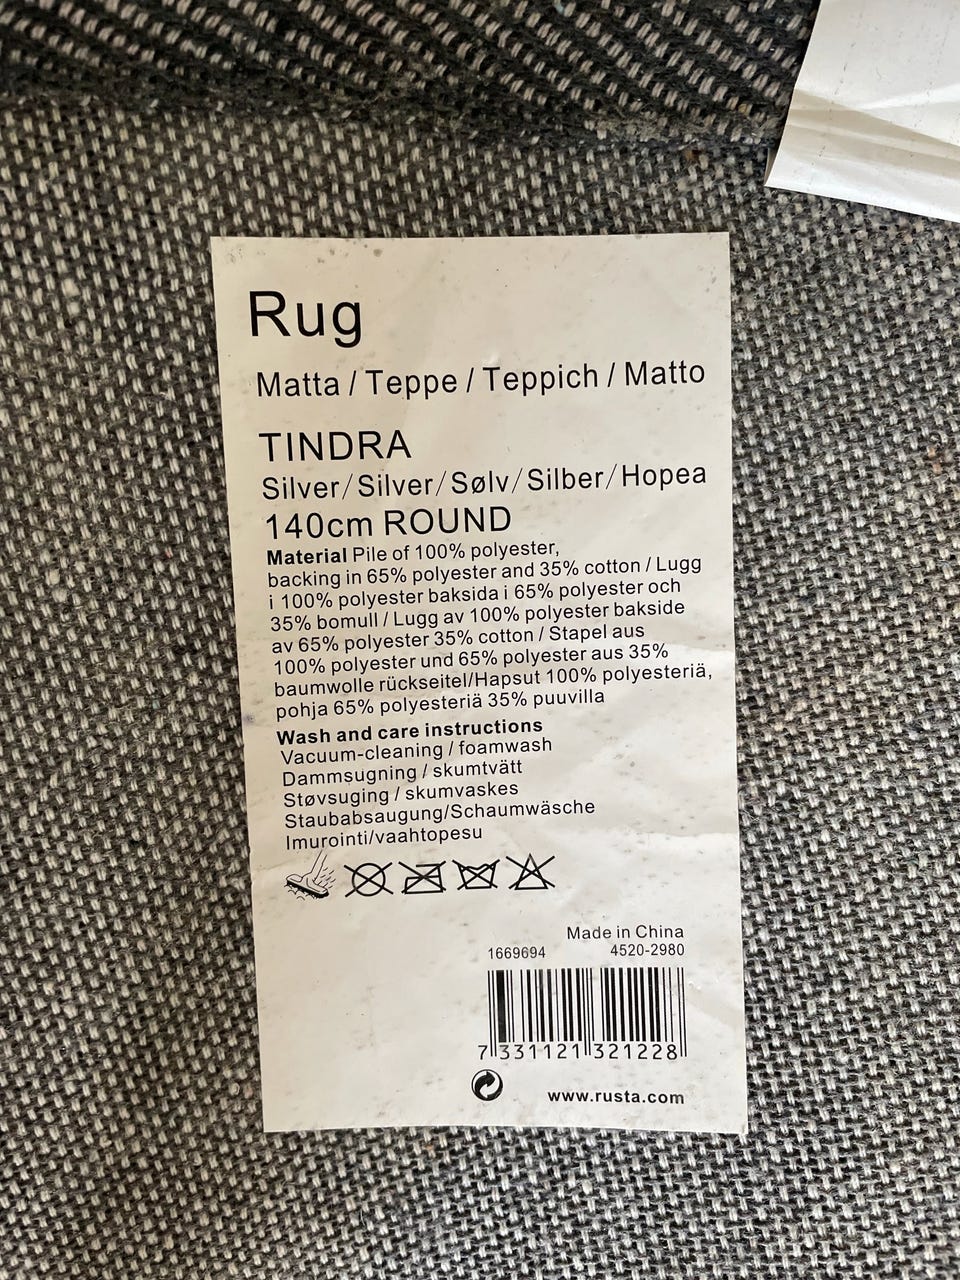 Rug
Matta / Teppe / Teppich / Matto
TINDRA
Silver/Silver/Sølv/Silber/Hopea
140cm ROUND
Material Pile of 100% polyester,
backing in 65% polyester and 35% cotton / Lugg
i 100% polyester baksida i 65% polyester och
35% bomull / Lugg av 100% polyester bakside
av 65% polyester 35% cotton / Stapel aus
100% polyester und 65% polyester aus 35%
baumwolle rückseitel/Hapsut 100% polyesteriä,
pohja 65% polyesteriä 35% puuvilla
Wash and care instructions
Vacuum-cleaning / foamwash
Dammsugning / skumtvätt
Støvsuging / skumvaskes
Staubabsaugung/Schaumwäsche
Imurointi/vaahtopesu
Made in China
1669694 4520-2980
7 331121 321228
www.rusta.com